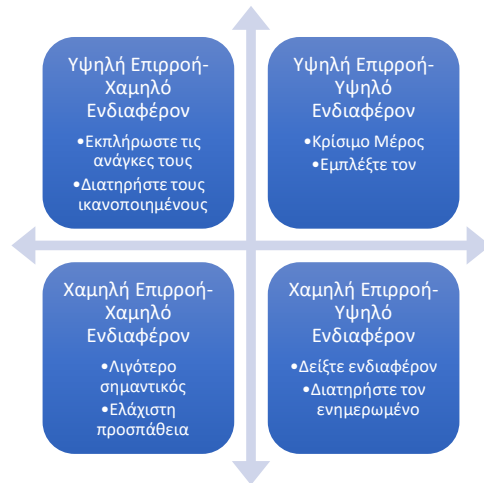 Υψηλή Επιρροή-
Χαμηλό
Ενδιαφέρον
•Εκπλήρωστε τις
ανάγκες τους
•Διατηρήστε τους
ικανοποιημένους
Υψηλή Επιρροή-
Υψηλό
Ενδιαφέρον
•Κρίσιμο Μέρος
•Εμπλέξτε τον
Χαμηλή Επιρροή-
Χαμηλό
Ενδιαφέρον
•Λιγότερο
σημαντικός
•Ελάχιστη
προσπάθεια
Χαμηλή Επιρροή-
Υψηλό
Ενδιαφέρον
•Δείξτε ενδιαφέρον
•Διατηρήστε τον
ενημερωμένο